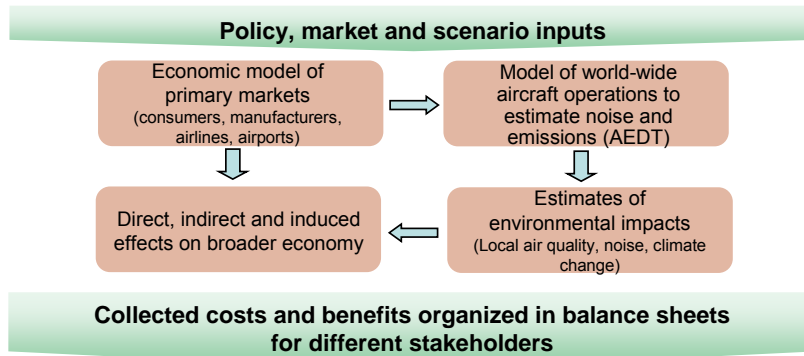 Policy, market and scenario inputs
Economic model of
primary markets
(consumers, manufacturers,
airlines, airports)
Model of world-wide
aircraft operations to
estimate noise and
emissions (AEDT)
Direct, indirect and induced
effects on broader economy
Estimates of
environmental impacts
(Local air quality, noise, climate
change)
Collected costs and benefits organized in balance sheets
for different stakeholders